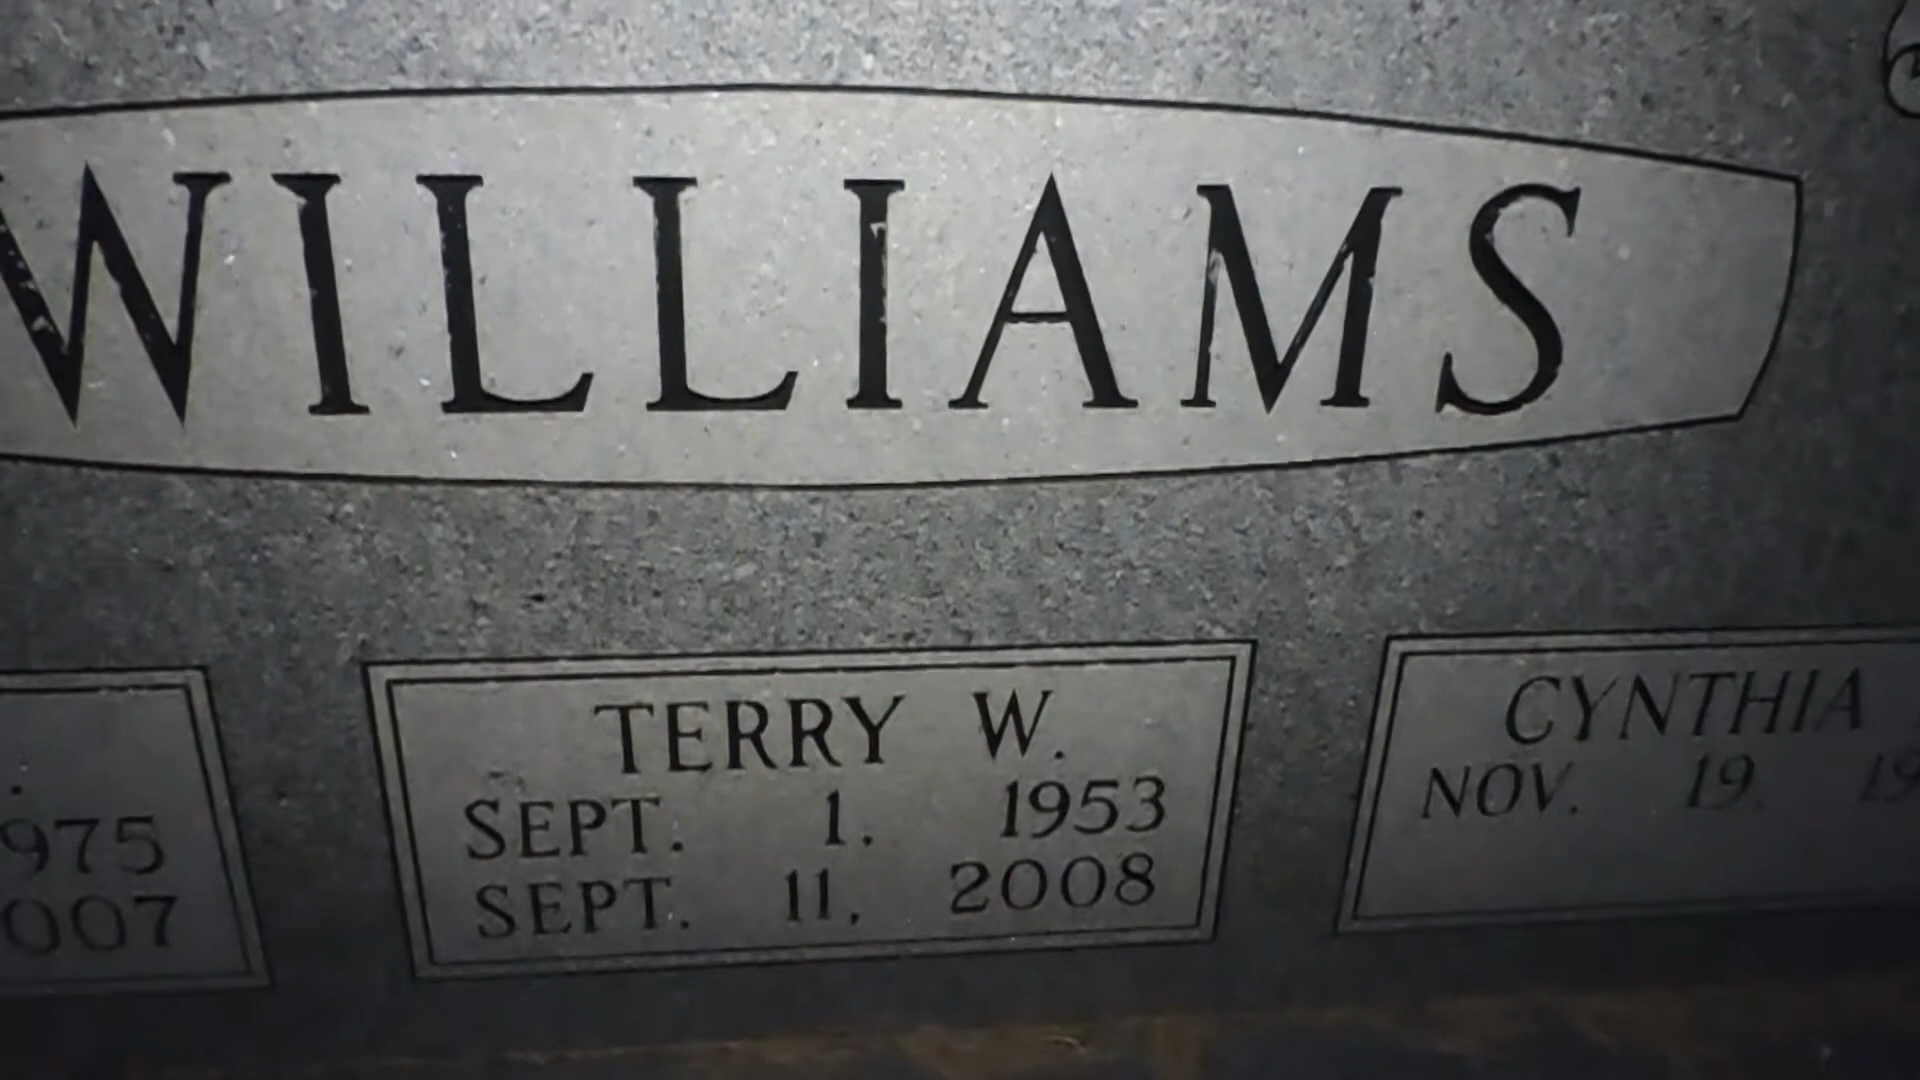 WILLIAMS
TERRY W.
SEPT. 1, 1953
SEPT. 11, 2008
CYNTHIA
NOV. 19
975
007